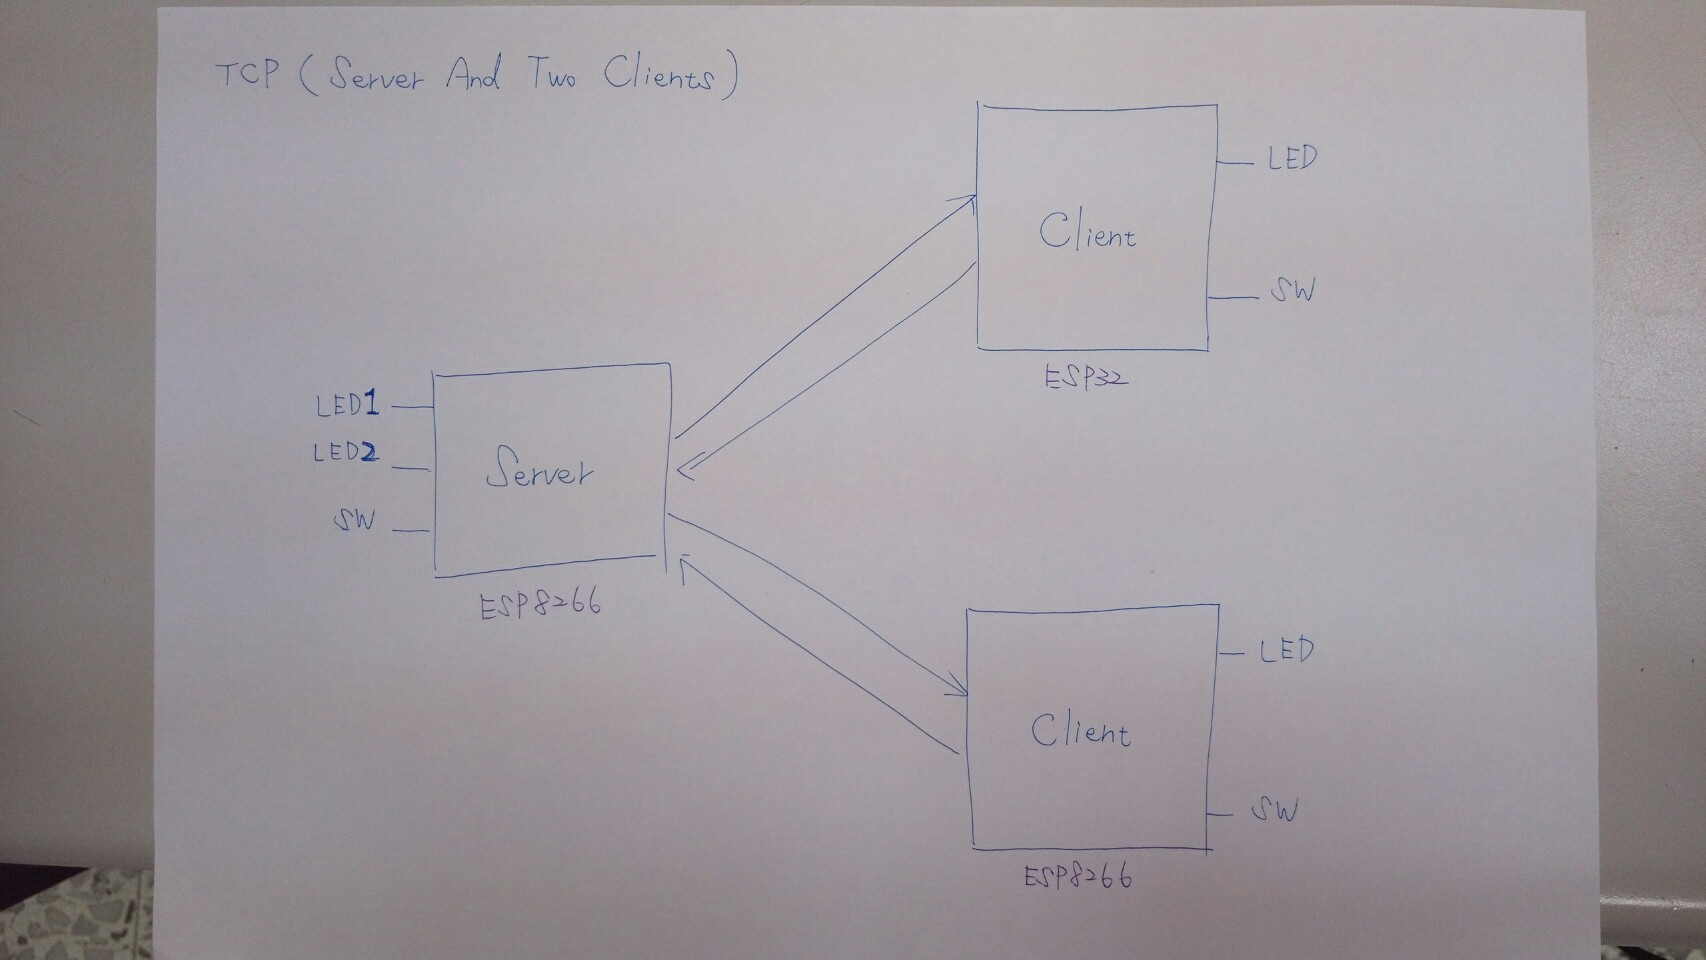 TCP (Server And Two Clients)
LED
Client
SW
ESP32
LED1
LED2
Server
SW
ESP8266
LED
Client
SW
ESP8266